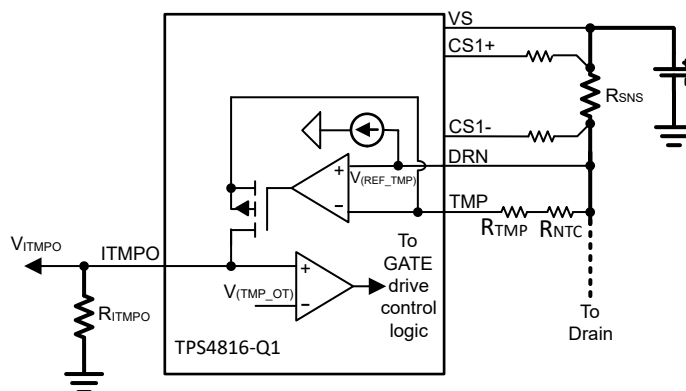 VS
CS1+
RSNS
CS1-
DRN
V(REF_TMP)
TMP
RTMP
RNTC
VITMPO
ITMPO
To
GATE
drive
control
logic
V(TMP_OT)
RITMPO
To
Drain
TPS4816-Q1
+
-
+
-